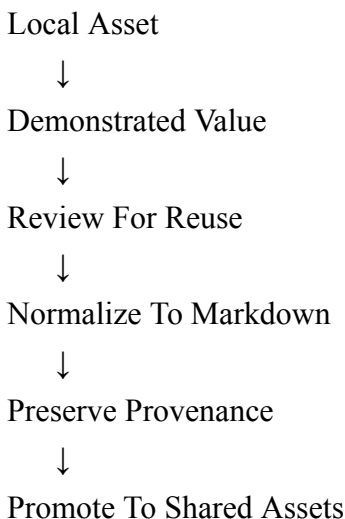 Local Asset
↓
Demonstrated Value
↓
Review For Reuse
↓
Normalize To Markdown
↓
Preserve Provenance
↓
Promote To Shared Assets